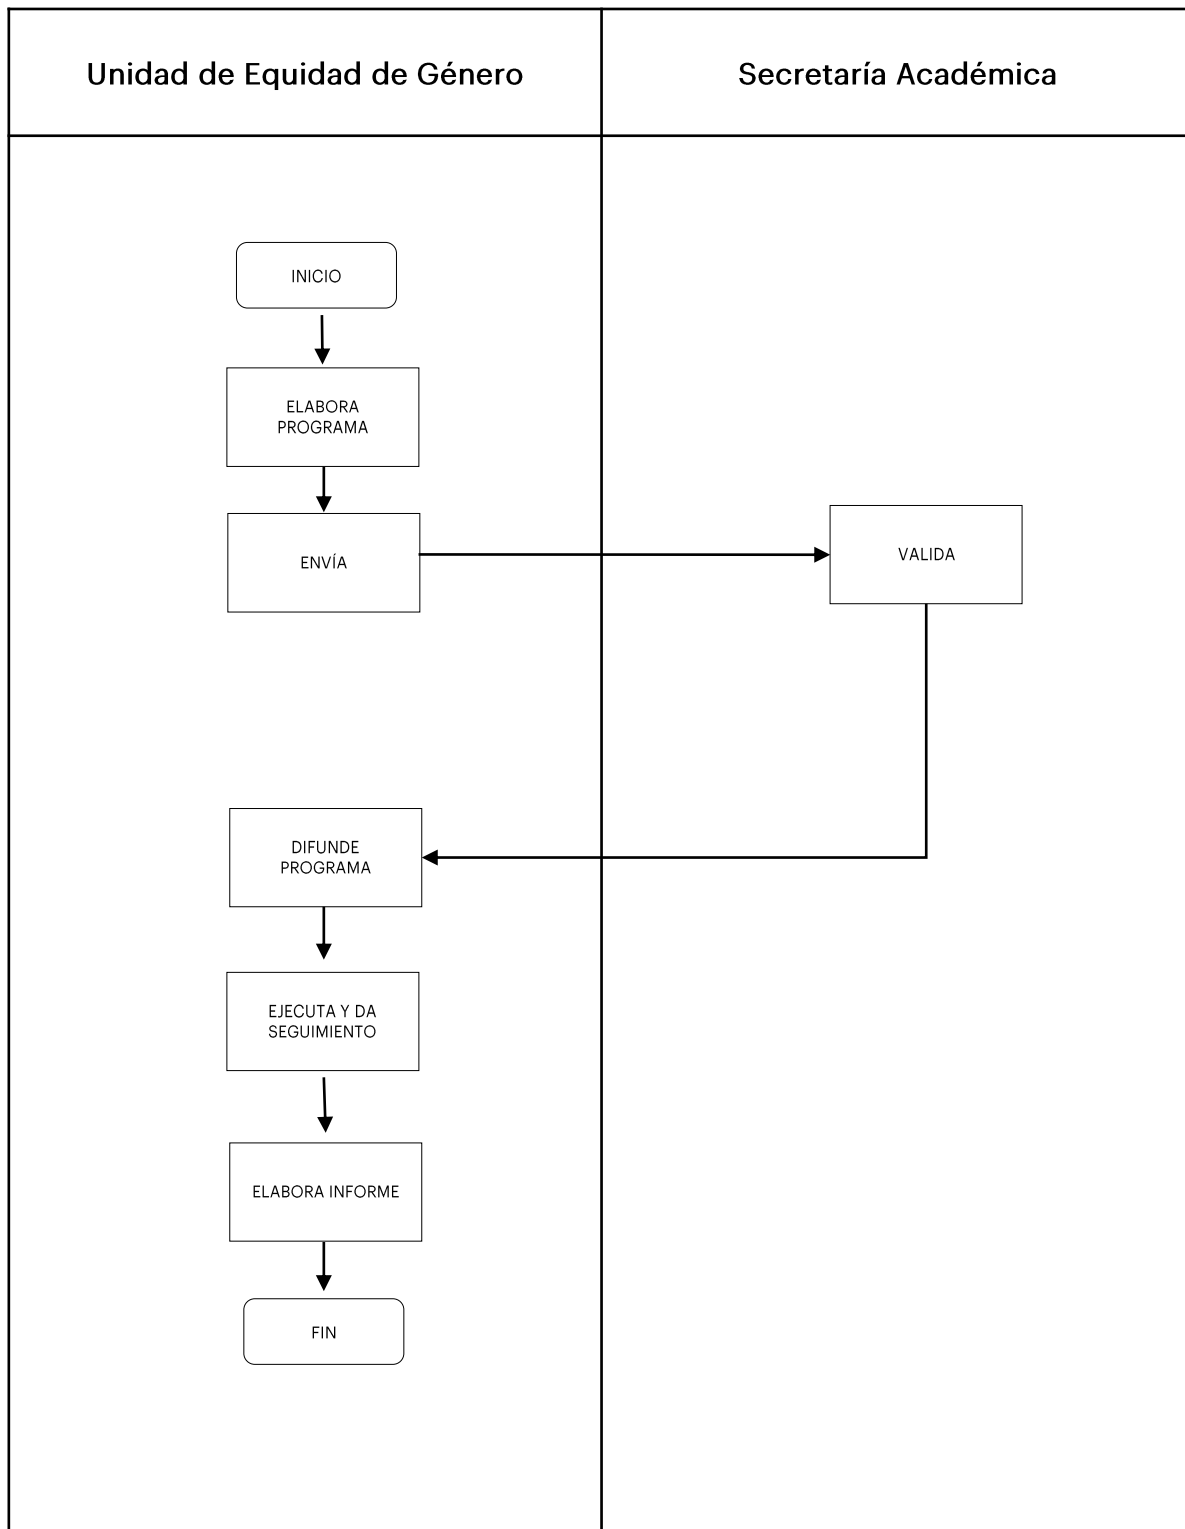 Unidad de Equidad de Género
Secretaría Académica
INICIO
ELABORA
PROGRAMA
ENVÍA
VALIDA
DIFUNDE
PROGRAMA
EJECUTA Y DA
SEGUIMIENTO
ELABORA INFORME
FIN